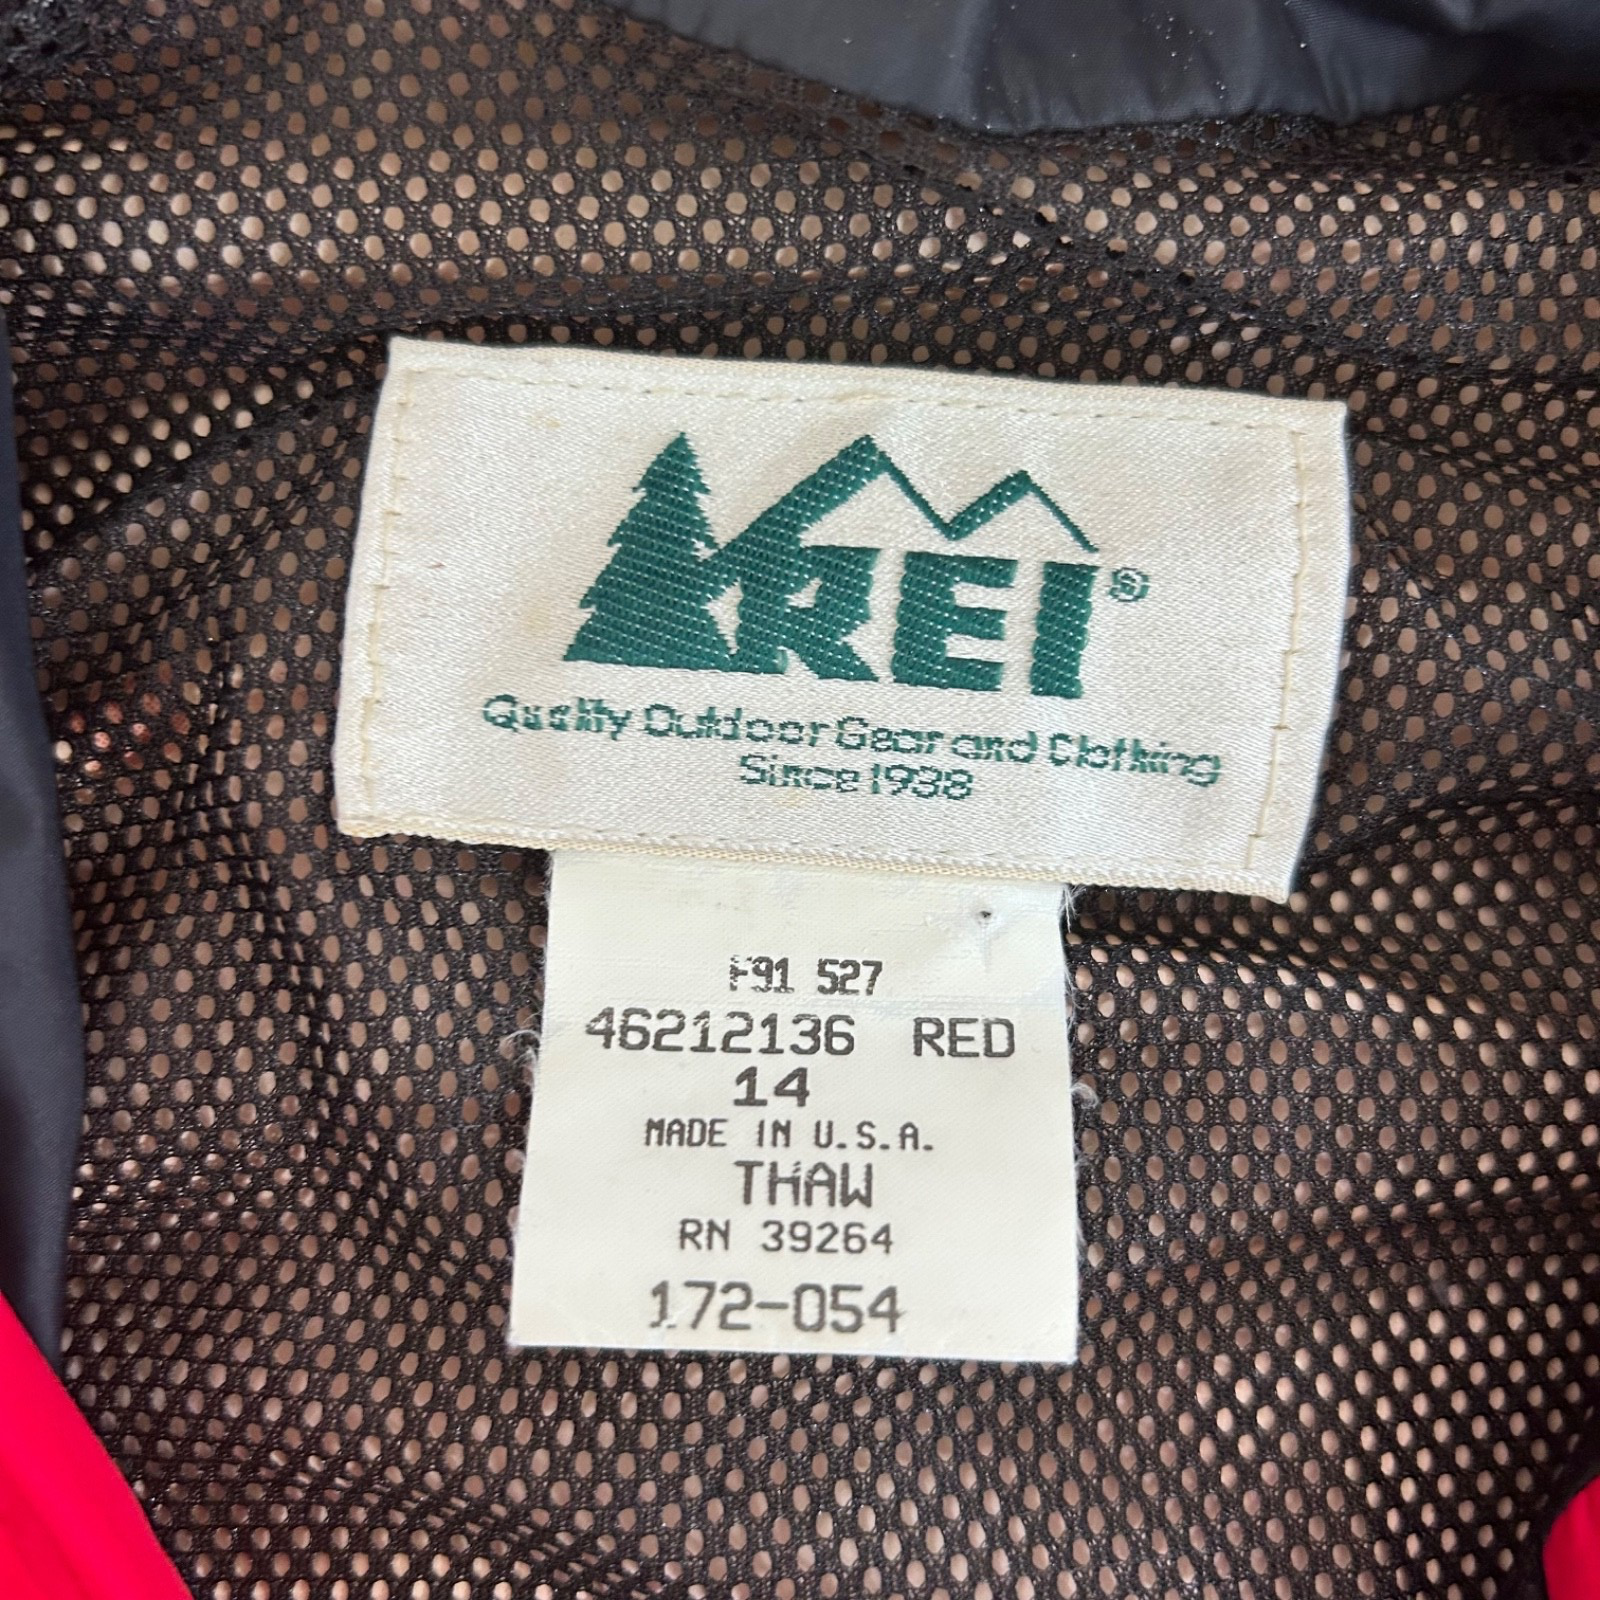 REI®
Quality Outdoor Gear and Clothing
Since 1938
F91 527
46212136 RED
14
MADE IN U.S.A.
THAW
RN 39264
172-054